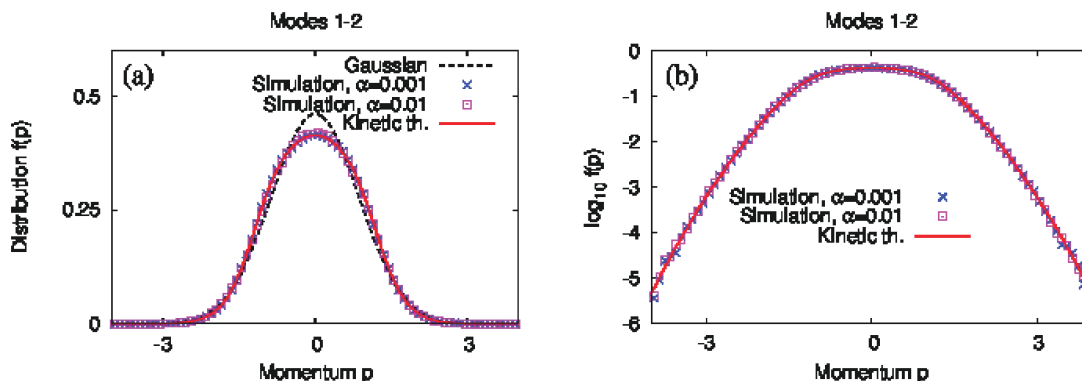 Modes 1-2
(a)
Gaussian
Simulation, α=0.001
Simulation, α=0.01
Kinetic th.
0.5
0.25
0
Distribution f(p)
-3
0
3
Momentum p
Modes 1-2
(b)
0
-1
-2
-3
-4
-5
-6
log10 f(p)
Simulation, α=0.001
Simulation, α=0.01
Kinetic th.
-3
0
3
Momentum p